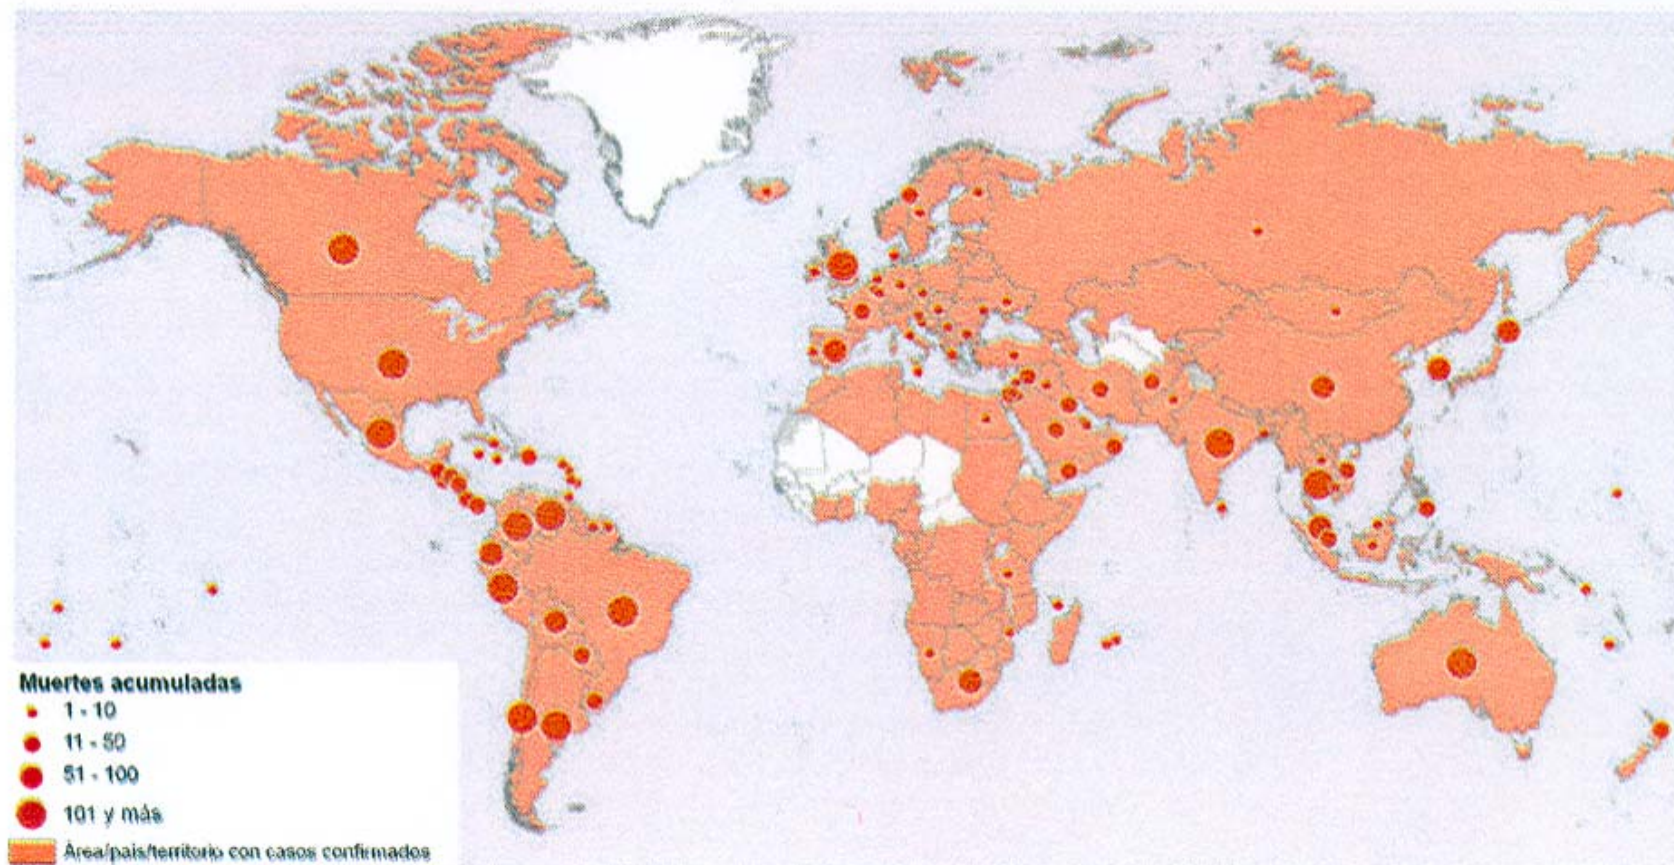 Muertes acumuladas
1 - 10
11 - 50
51 - 100
101 y más
Área/país/territorio con casos confirmados